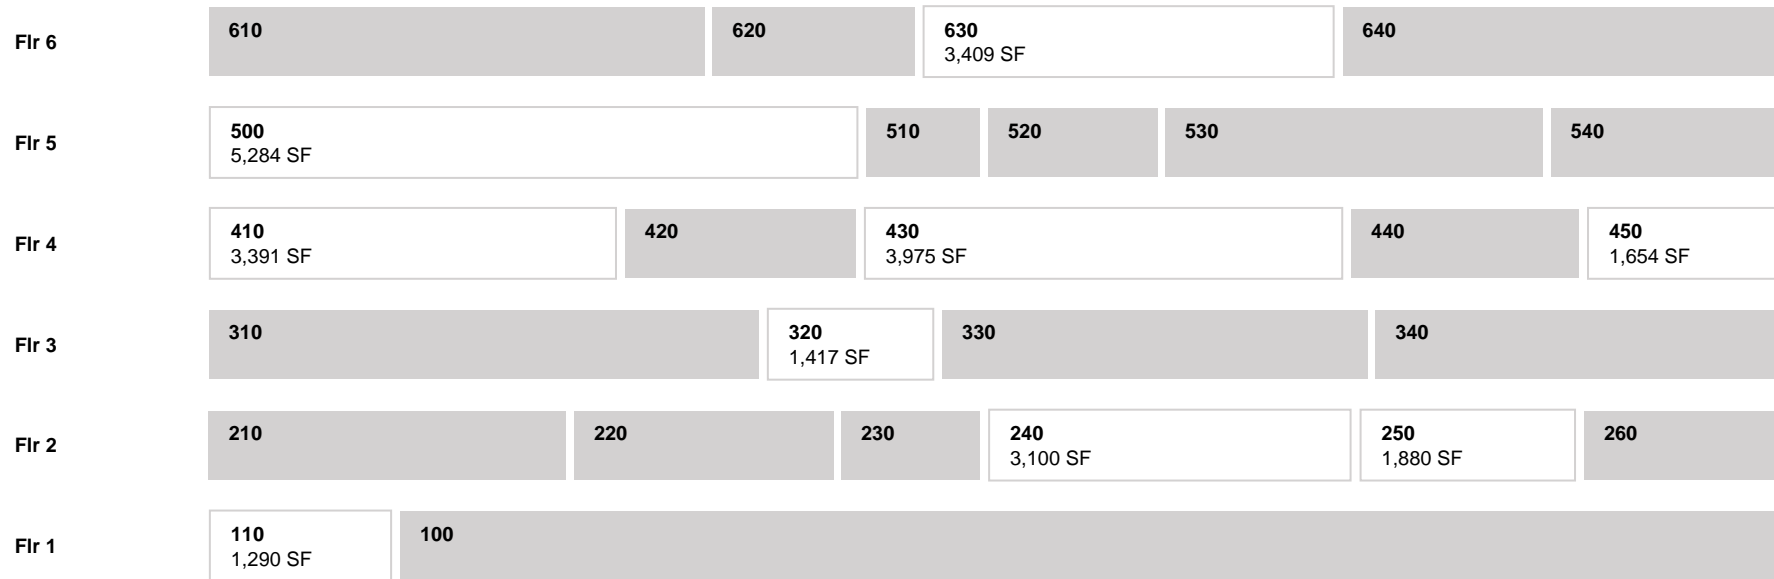 Flr 6
610
620
630
3,409 SF
640
Flr 5
500
5,284 SF
510
520
530
540
Flr 4
410
3,391 SF
420
430
3,975 SF
440
450
1,654 SF
Flr 3
310
320
1,417 SF
330
340
Flr 2
210
220
230
240
3,100 SF
250
1,880 SF
260
Flr 1
110
1,290 SF
100